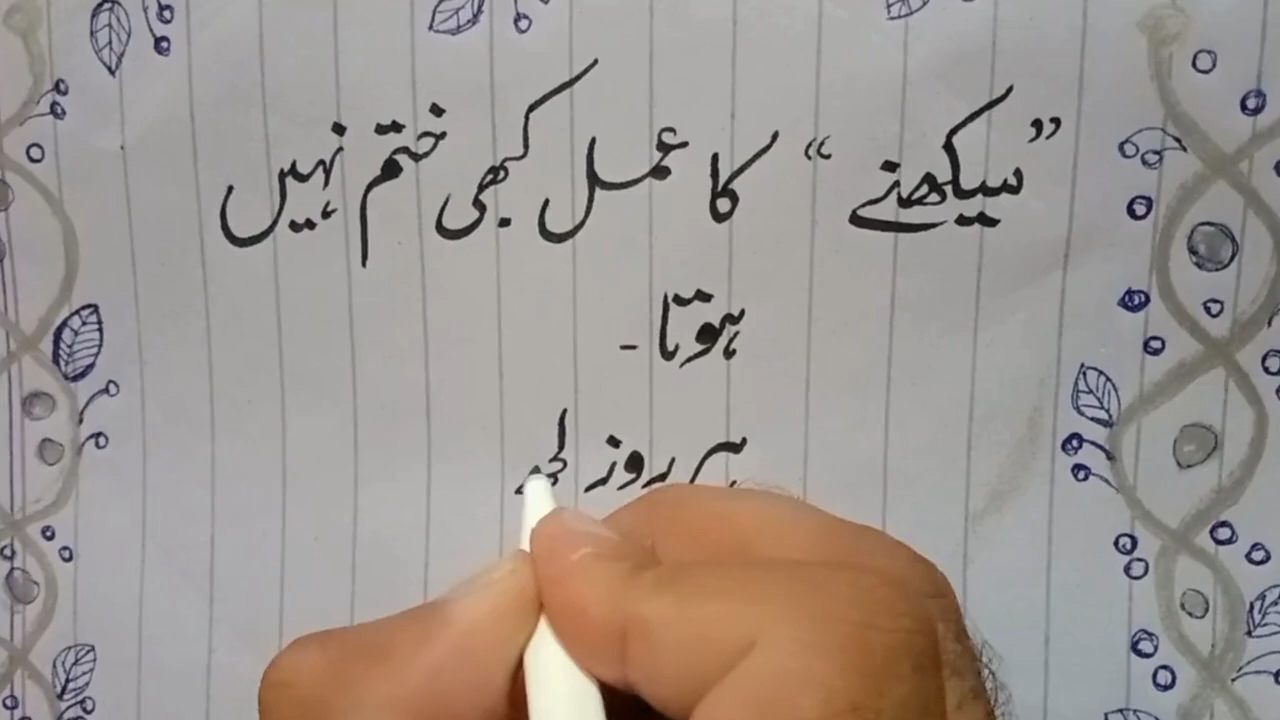 ”سیکھنے“ کا عمل کبھی ختم نہیں
ہوتا۔
ہر روز